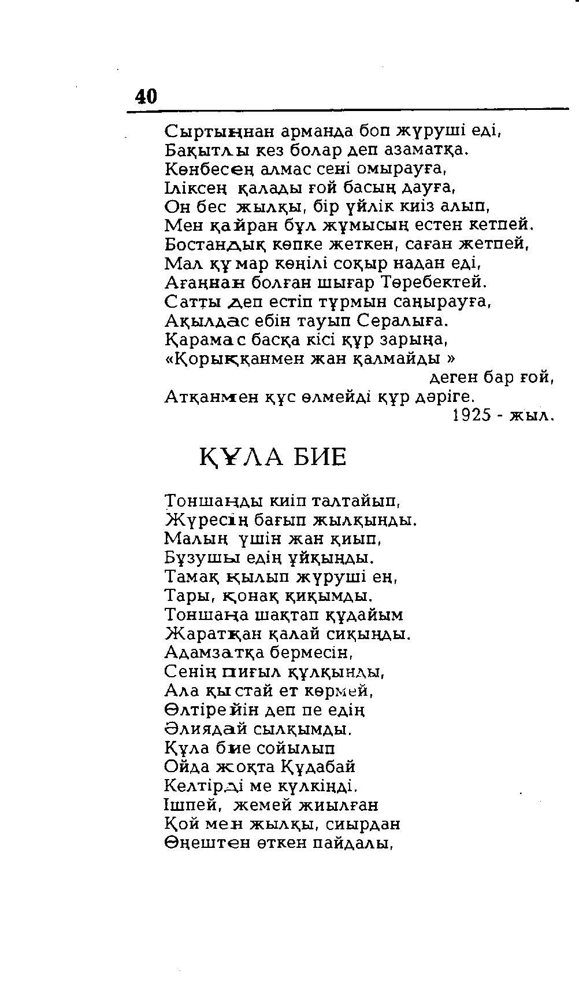 40
Сыртыңнан арманда боп жүруші еді,
Бақытлы кез болар деп азаматқа.
Көнбесең алмас сені омырауға,
Іліксең қалады ғой басың дауға,
Он бес жылқы, бір үйлік киіз алып,
Мен қайран бұл жұмысың естен кетпей.
Бостандық көпке жеткен, саған жетпей,
Мал құмар көңілі соқыр надан еді,
Ағаңнан болған шығар Төребектей.
Сатты деп естіп тұрмын саңырауға,
Ақылдас ебін тауып Сералыға.
Қарамас басқа кісі құр зарыңа,
«Қорыққанмен жан қалмайды »
деген бар ғой,
Атқанмен құс өлмейді құр дәріге.
1925 - жыл.
ҚҰЛА БИЕ
Тоншаңды киіп талтайып,
Жүресің бағып жылқыңды.
Малың үшін жан қиып,
Бұзушы едің ұйқыңды.
Тамақ қылып жүруші ең,
Тары, қонақ қиқымды.
Тоншаңа шақтап құдайым
Жаратқан қалай сиқыңды.
Адамзатқа бермесін,
Сенің пиғыл құлқынды,
Ала қыстай ет көрмей,
Өлтірейін деп пе едің
Әлиядай сылқымды.
Құла бие сойылып
Ойда жоқта Құдабай
Келтірді ме күлкіңді.
Ішпей, жемей жиылған
Қой мен жылқы, сиырдан
Өңештен өткен пайдалы,